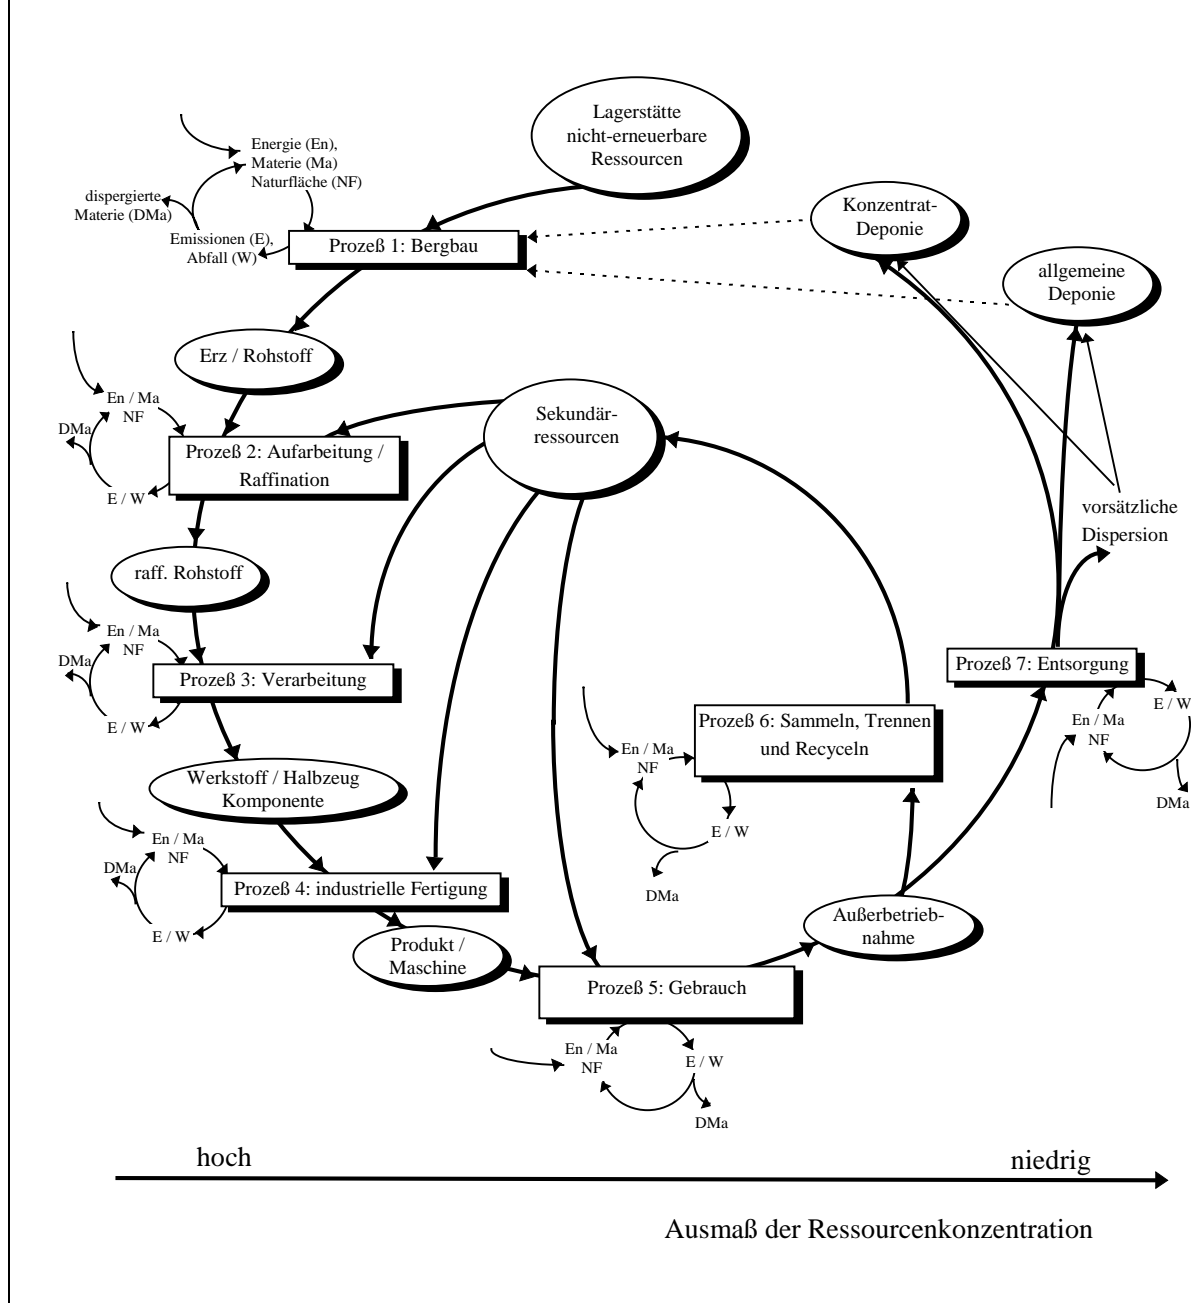 Lagerstätte
nicht-erneuerbare
Ressourcen
Energie (En),
Materie (Ma)
Naturfläche (NF)
dispergierte
Materie (DMa)
Emissionen (E),
Abfall (W)
Prozeß 1: Bergbau
Konzentrat-
Deponie
allgemeine
Deponie
Erz / Rohstoff
En / Ma
NF
DMa
E / W
Prozeß 2: Aufarbeitung /
Raffination
Sekundär-
ressourcen
vorsätzliche
Dispersion
raff. Rohstoff
En / Ma
NF
DMa
E / W
Prozeß 3: Verarbeitung
Prozeß 7: Entsorgung
En / Ma
NF
E / W
DMa
Prozeß 6: Sammeln, Trennen
und Recyceln
En / Ma
NF
E / W
DMa
Werkstoff / Halbzeug
Komponente
En / Ma
NF
DMa
E / W
Prozeß 4: industrielle Fertigung
Außerbetrieb-
nahme
Produkt /
Maschine
Prozeß 5: Gebrauch
En / Ma
NF
E / W
DMa
hoch
niedrig
Ausmaß der Ressourcenkonzentration